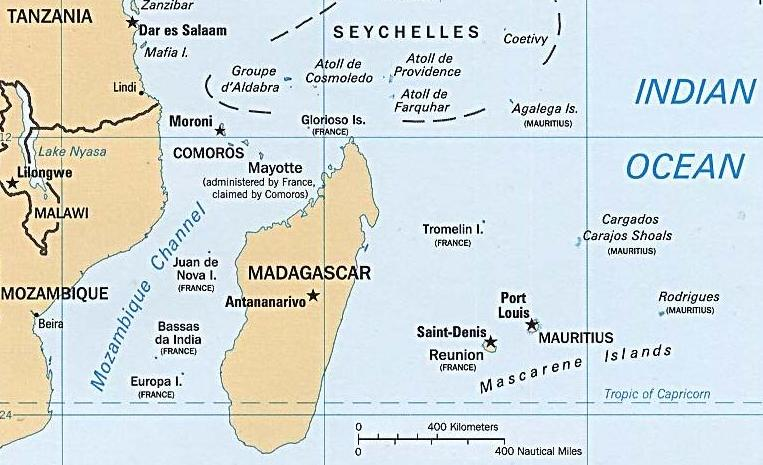 Zanzibar
TANZANIA
Dar es Salaam
Mafia I.
SEYCHELLES
Coetivy
Groupe
d'Aldabra
Atoll de
Cosmoledo
Atoll de
Providence
Atoll de
Farquhar
Agalega Is.
(MAURITIUS)
INDIAN
OCEAN
Lindi
Moroni
COMOROS
Glorioso Is.
(FRANCE)
12
Lake Nyasa
Lilongwe
MALAWI
Mayotte
(administered by France,
claimed by Comoros)
Mozambique Channel
Tromelin I.
(FRANCE)
Cargados
Carajos Shoals
(MAURITIUS)
Juan de
Nova I.
(FRANCE)
MADAGASCAR
Antananarivo
MOZAMBIQUE
Beira
Port
Louis
Rodrigues
(MAURITIUS)
Bassas
da India
(FRANCE)
Saint-Denis
MAURITIUS
Reunion
(FRANCE)
Mascarene Islands
Europa I.
(FRANCE)
Tropic of Capricorn
24
0 400 Kilometers
0 400 Nautical Miles